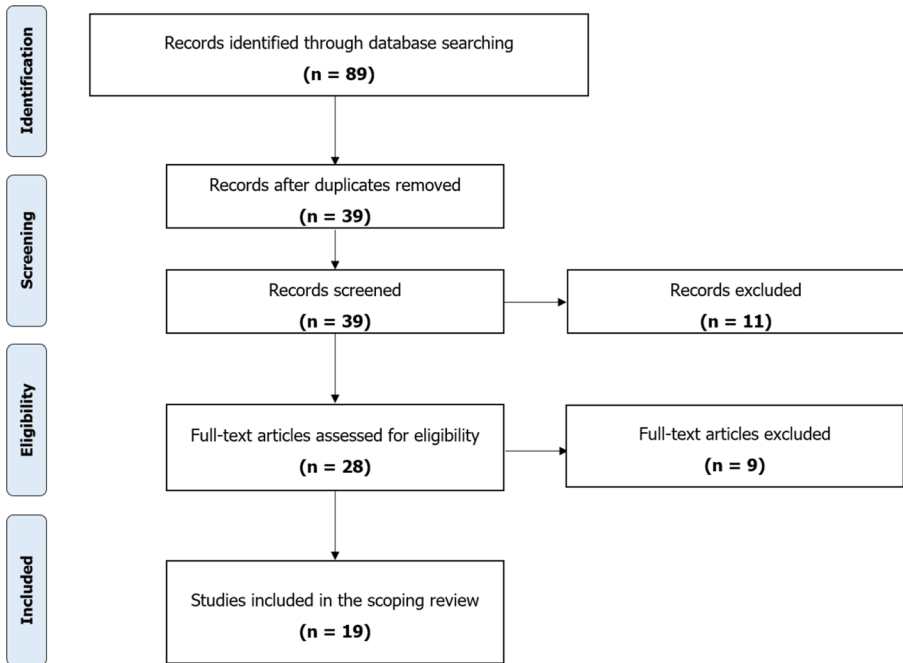 Identification
Records identified through database searching
(n = 89)
Screening
Records after duplicates removed
(n = 39)
Records screened
(n = 39)
Records excluded
(n = 11)
Eligibility
Full-text articles assessed for eligibility
(n = 28)
Full-text articles excluded
(n = 9)
Included
Studies included in the scoping review
(n = 19)